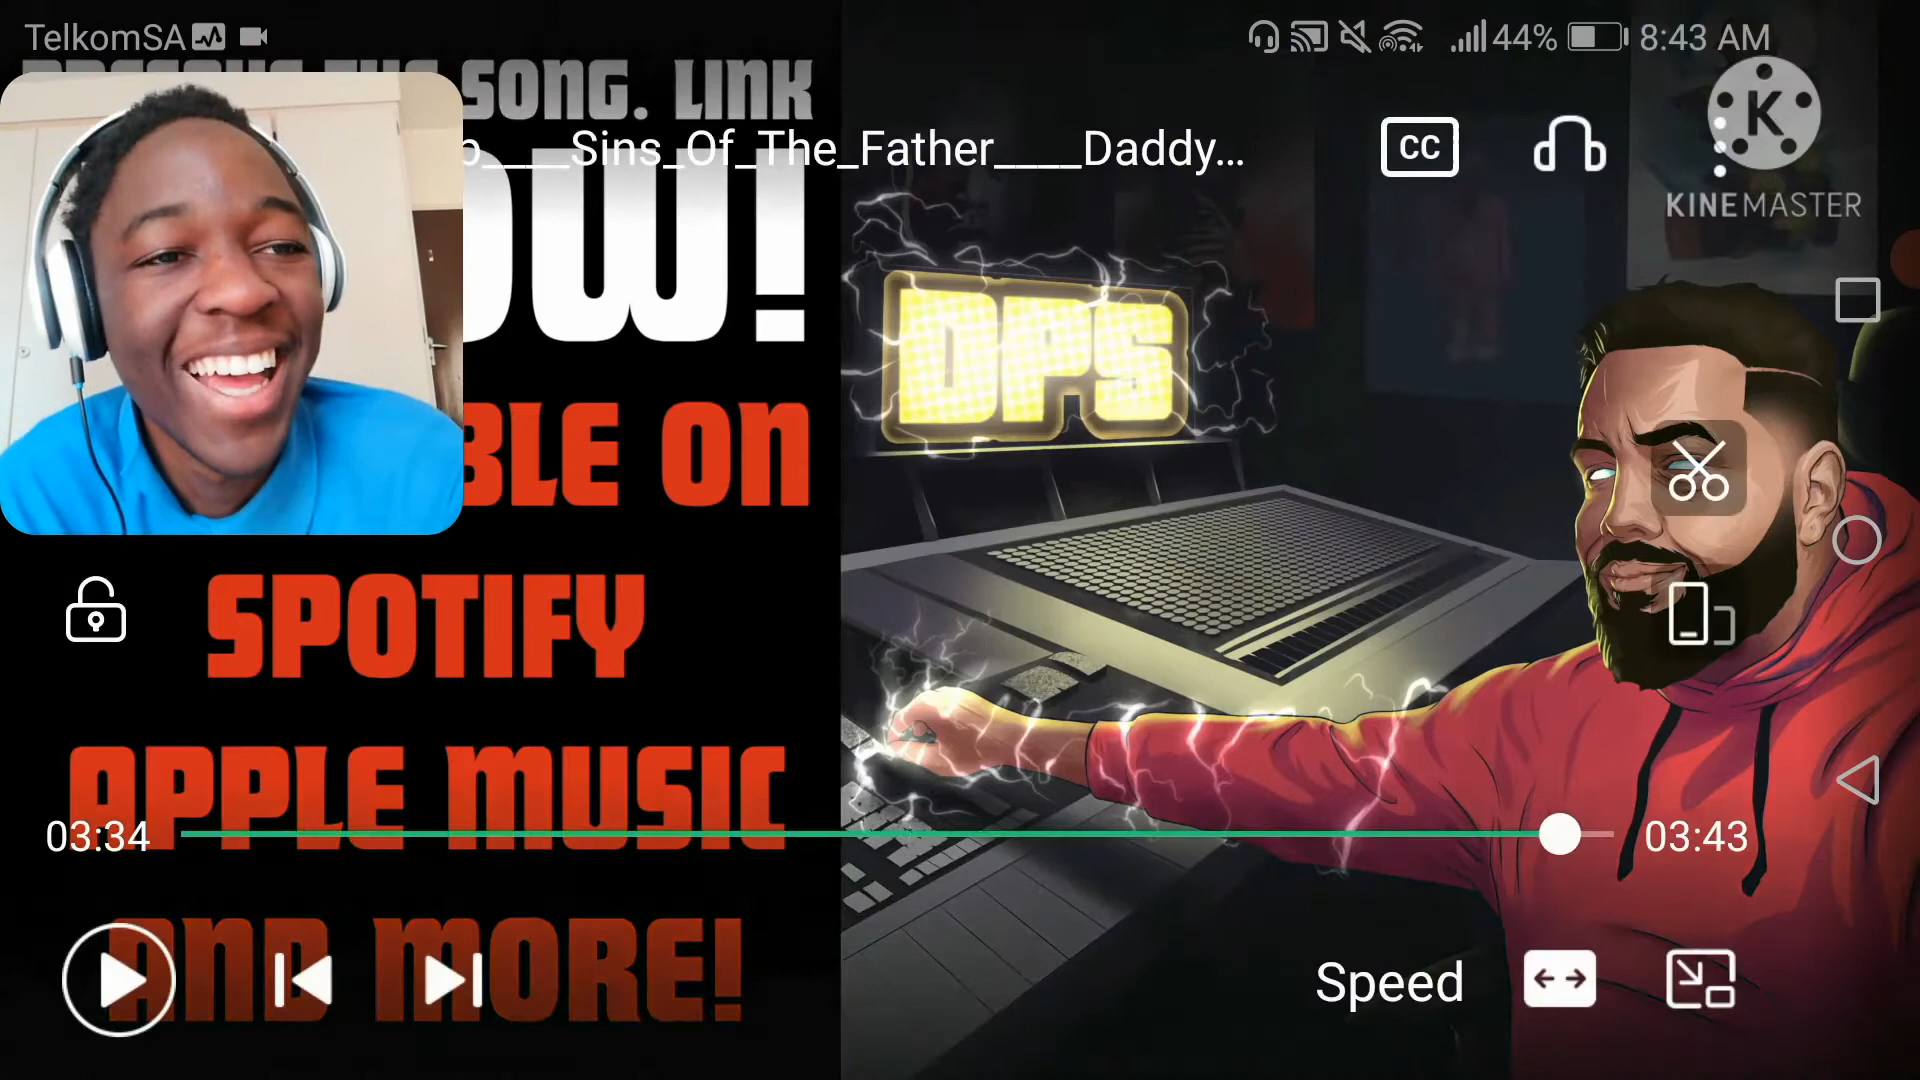 TelkomSA 44% 8:43 AM
SONG. LINK
___Sins_Of_The_Father____Daddy...
CC
K
KINEMASTER
OW!
DPS
BLE ON
SPOTIFY
APPLE MUSIC
03:34 03:43
AND MORE!
Speed